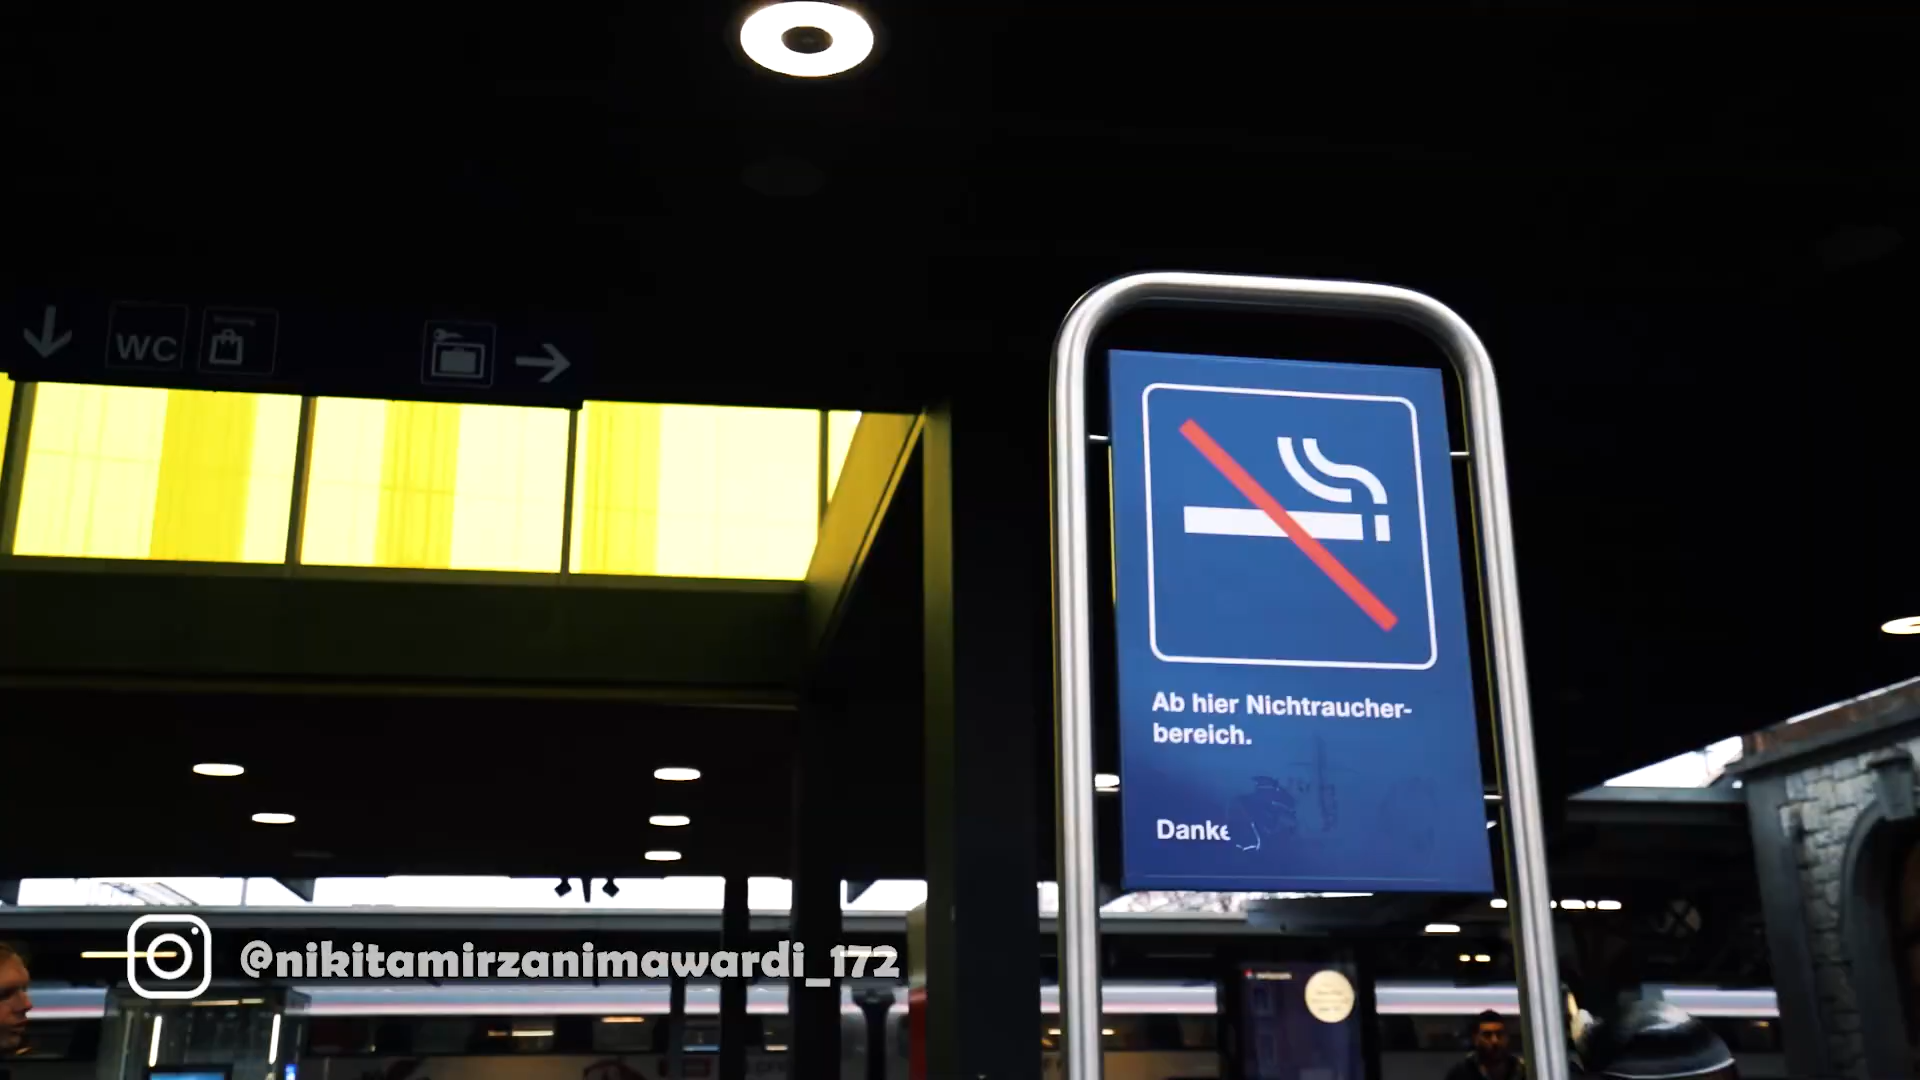 WC
Ab hier Nichtraucher-
bereich.
Danke
@nikitamirzanimawardi_172